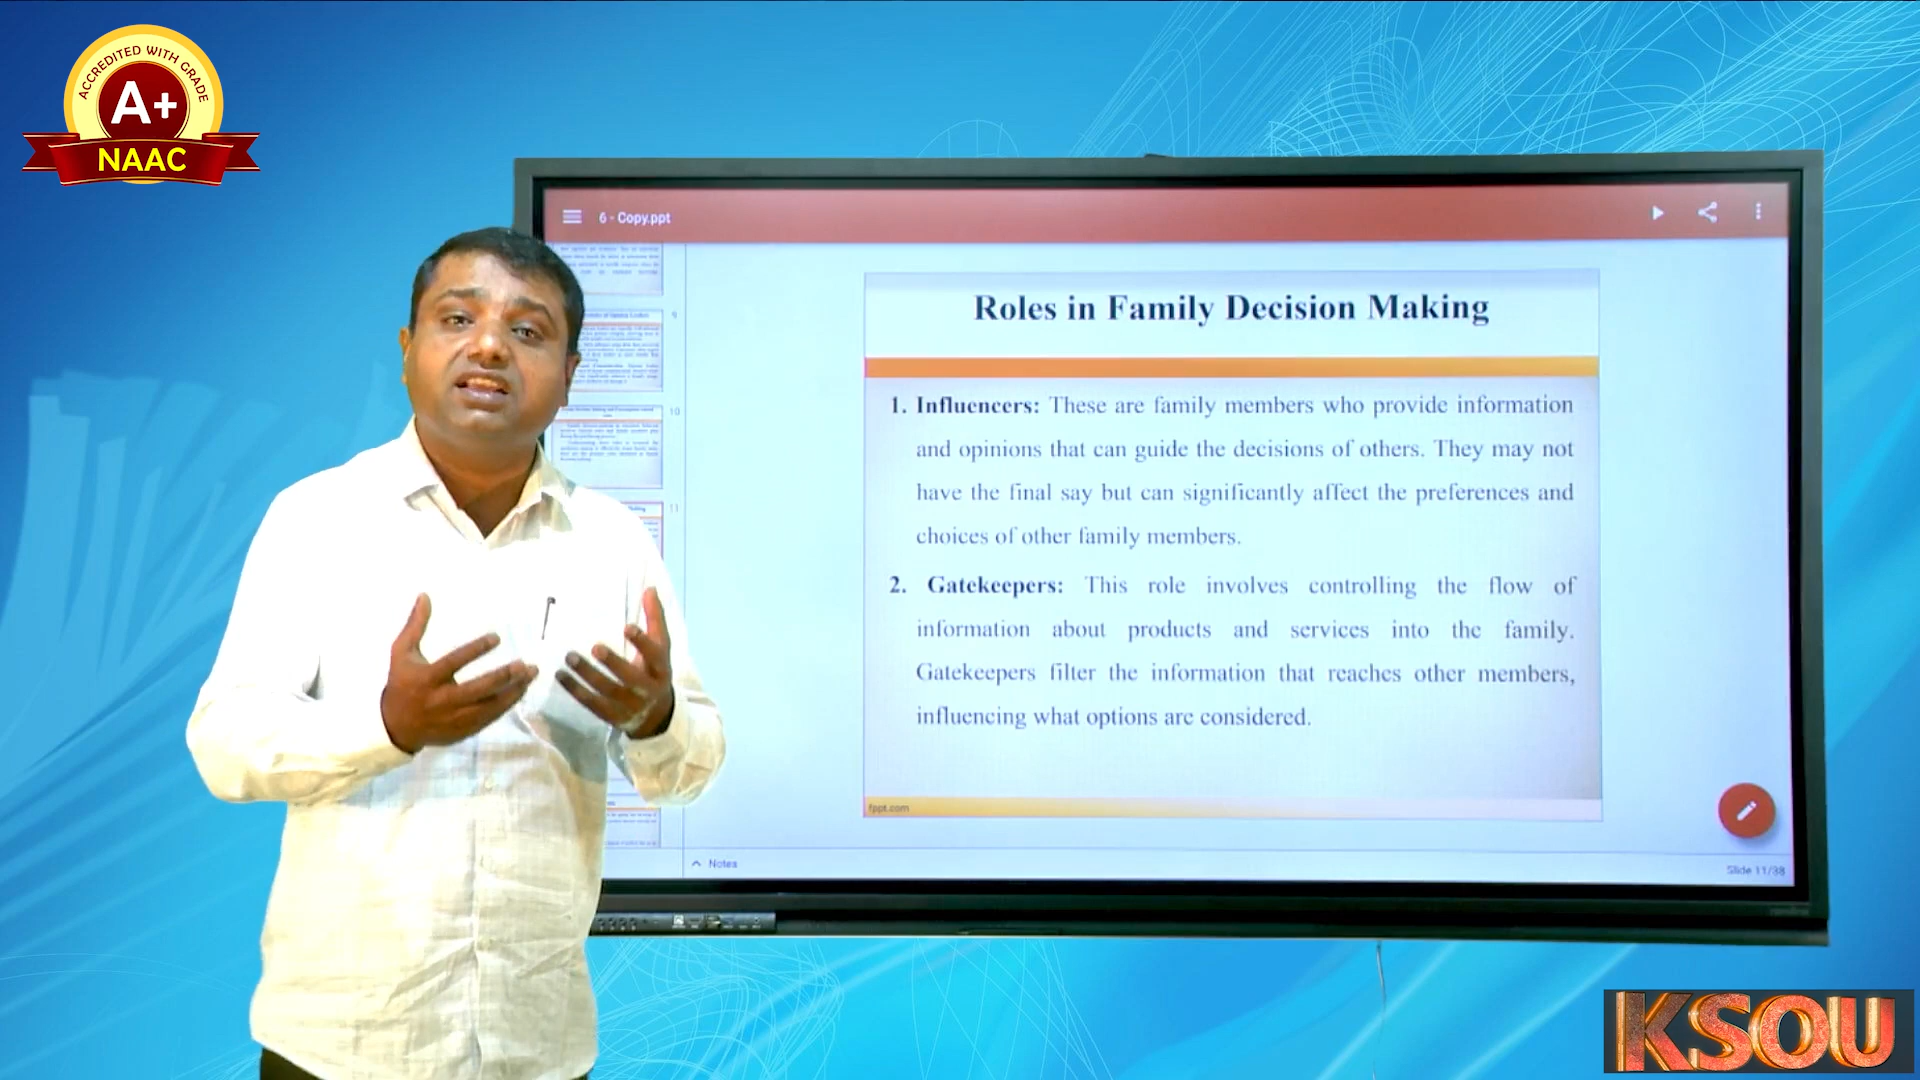 ACCREDITED WITH GRADE
A+
NAAC
6 - Copy.ppt
9
10
11
Roles in Family Decision Making
1. Influencers: These are family members who provide information
and opinions that can guide the decisions of others. They may not
have the final say but can significantly affect the preferences and
choices of other family members.
2. Gatekeepers: This role involves controlling the flow of
information about products and services into the family.
Gatekeepers filter the information that reaches other members,
influencing what options are considered.
fppt.com
Notes
Slide 11/38
KSOU